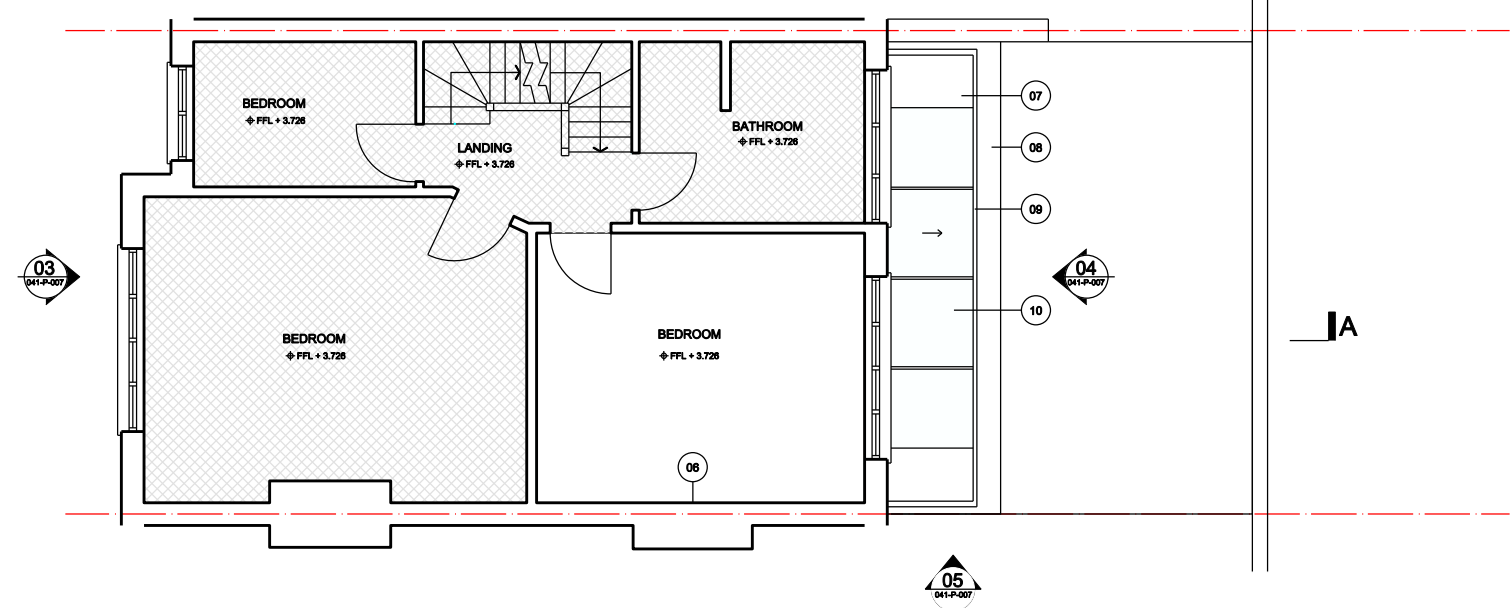 BEDROOM
FFL + 3.726
LANDING
FFL + 3.726
BATHROOM
FFL + 3.726
07
08
09
03
041-P-007
04
041-P-007
10
A
BEDROOM
FFL + 3.726
BEDROOM
FFL + 3.726
06
05
041-P-007